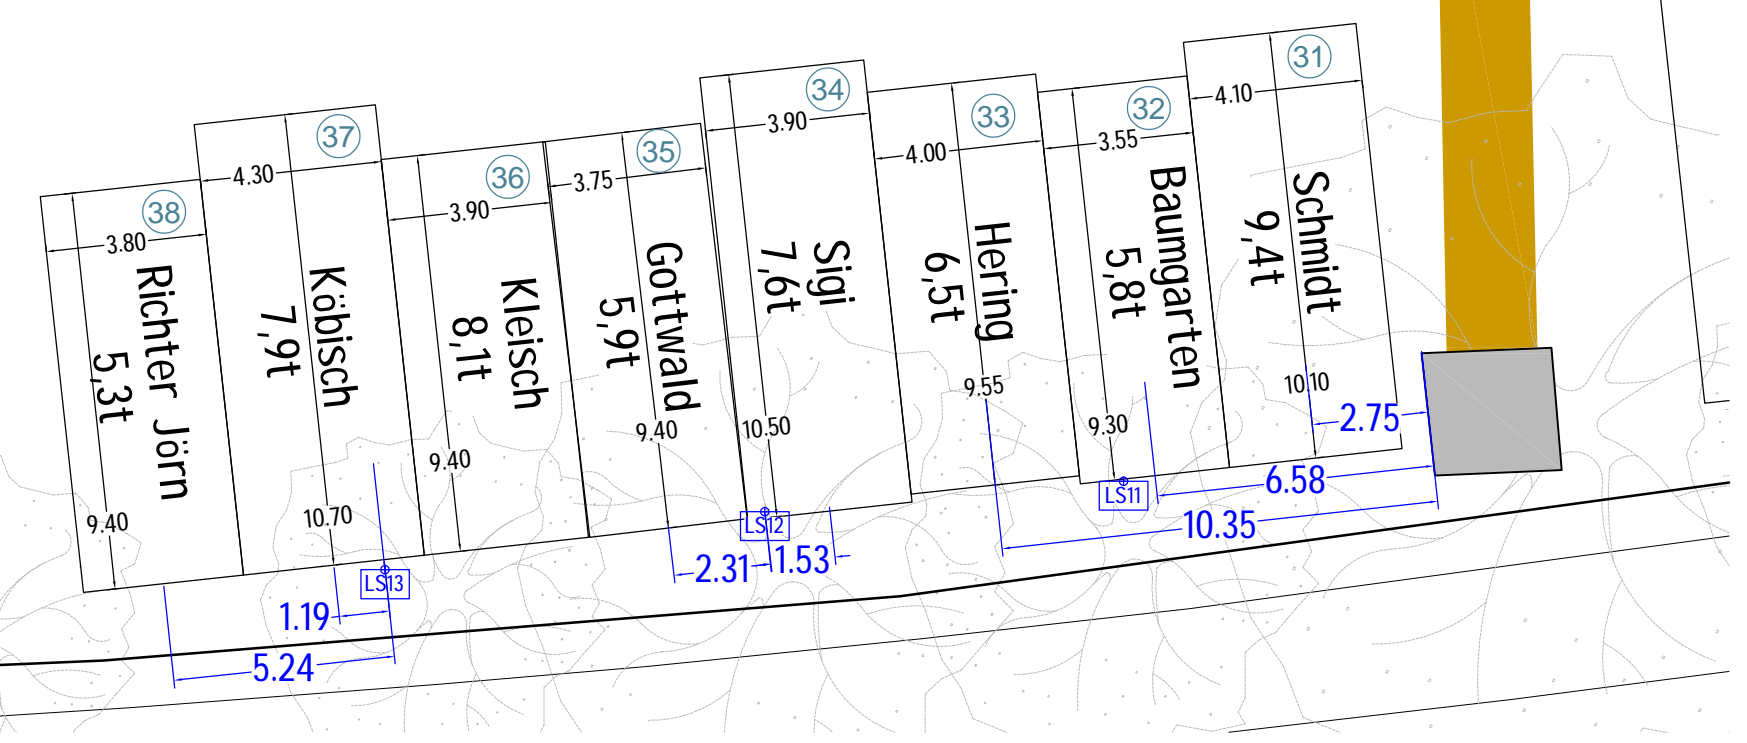 38
3.80
Richter Jörn
5,3t
9.40
37
4.30
Köbisch
7,9t
10.70
36
3.90
Kleisch
8,1t
9.40
35
3.75
Gottwald
5,9t
9.40
34
3.90
Sigi
7,6t
10.50
33
4.00
Hering
6,5t
9.55
32
3.55
Baumgarten
5,8t
9.30
31
4.10
Schmidt
9,4t
10.10
2.75
6.58
10.35
LS11
LS12
2.31
1.53
LS13
1.19
5.24